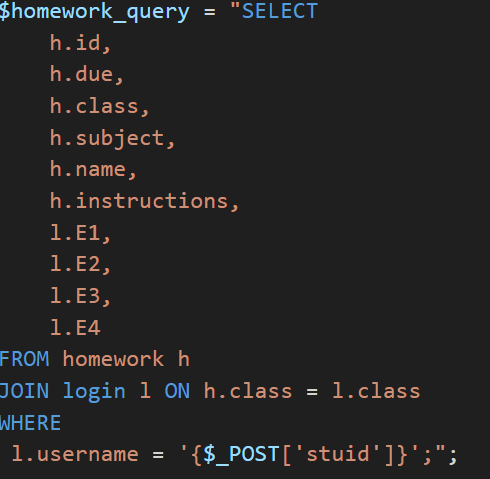 $homework_query = "SELECT
h.id,
h.due,
h.class,
h.subject,
h.name,
h.instructions,
l.E1,
l.E2,
l.E3,
l.E4
FROM homework h
JOIN login l ON h.class = l.class
WHERE
l.username = '{$_POST['stuid']}';";